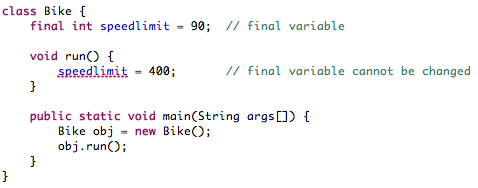 class Bike {
    final int speedlimit = 90;  // final variable
    void run() {
        speedlimit = 400;       // final variable cannot be changed
    }
    public static void main(String args[]) {
        Bike obj = new Bike();
        obj.run();
    }
}